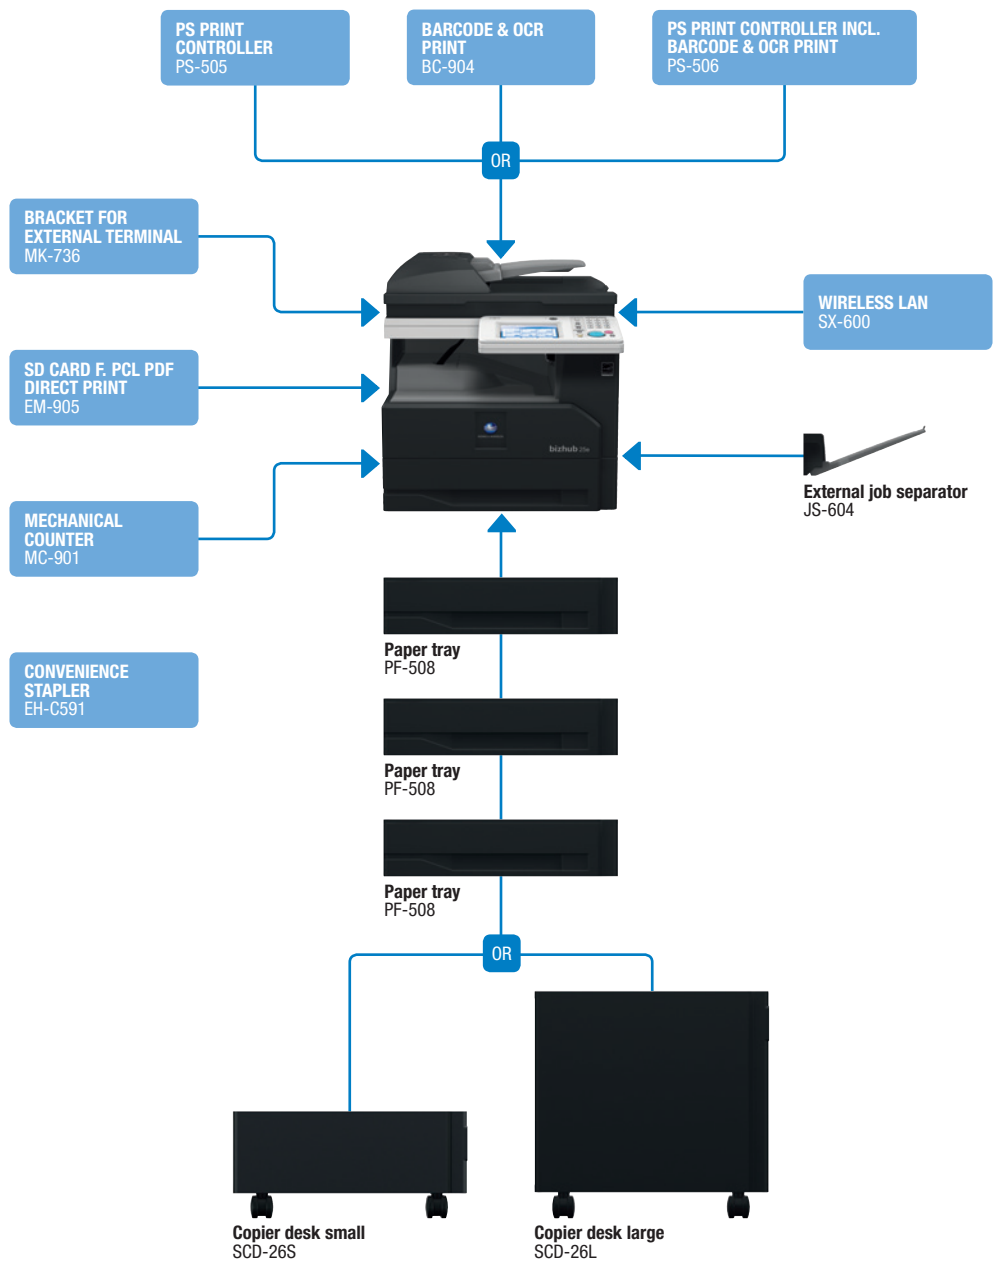 PS PRINT
CONTROLLER
PS-505
BARCODE & OCR
PRINT
BC-904
PS PRINT CONTROLLER INCL.
BARCODE & OCR PRINT
PS-506
OR
BRACKET FOR
EXTERNAL TERMINAL
MK-736
WIRELESS LAN
SX-600
SD CARD F. PCL PDF
DIRECT PRINT
EM-905
bizhub 25e
External job separator
JS-604
MECHANICAL
COUNTER
MC-901
Paper tray
PF-508
CONVENIENCE
STAPLER
EH-C591
Paper tray
PF-508
Paper tray
PF-508
OR
Copier desk small
SCD-26S
Copier desk large
SCD-26L